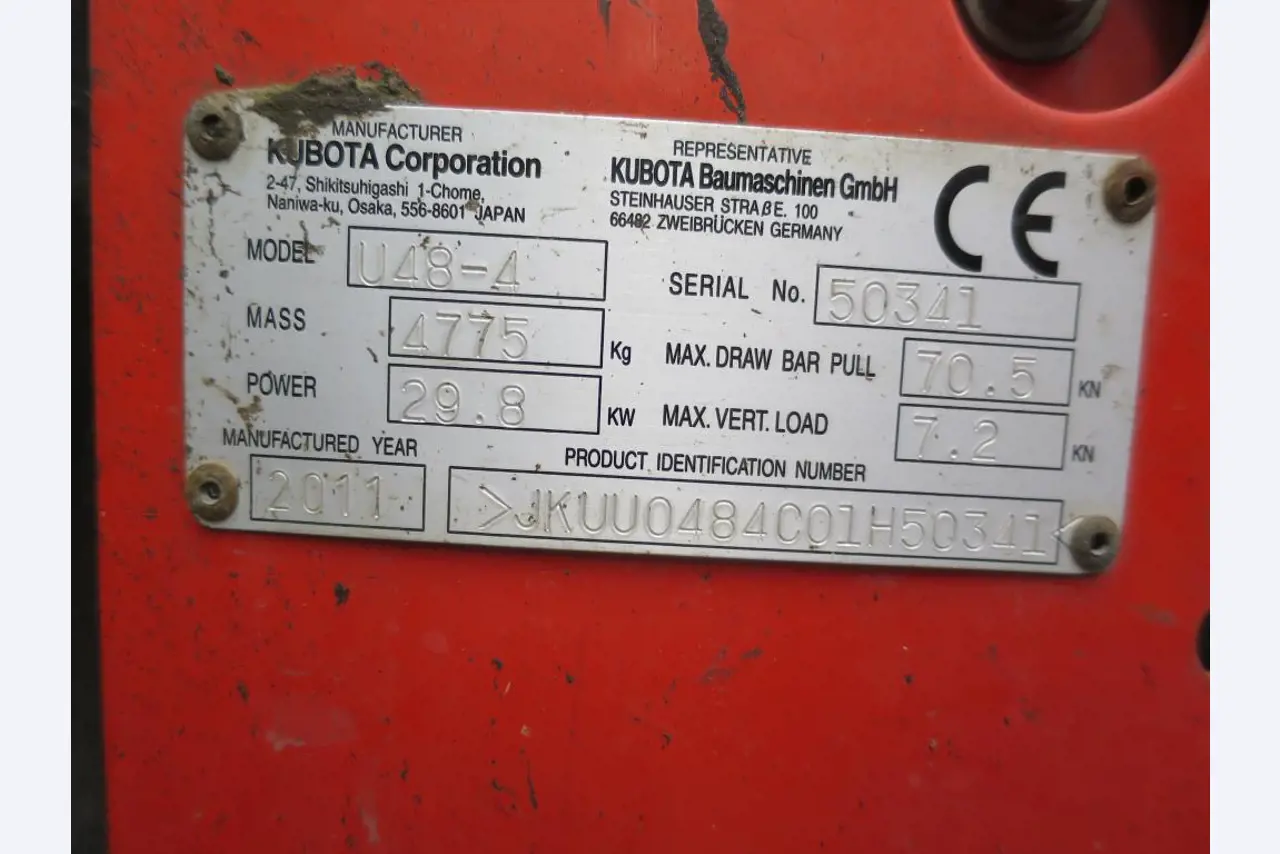 MANUFACTURER
KUBOTA Corporation
2-47, Shikitsuhigashi 1-Chome,
Naniwa-ku, Osaka, 556-8601 JAPAN
REPRESENTATIVE
KUBOTA Baumaschinen GmbH
STEINHAUSER STRAβE. 100
66482 ZWEIBRÜCKEN GERMANY
CE
MODEL U48-4
SERIAL No. 50341
MASS 4775 Kg
MAX. DRAW BAR PULL 70.5 KN
POWER 29.8 KW
MAX. VERT. LOAD 7.2 KN
MANUFACTURED YEAR
2011
PRODUCT IDENTIFICATION NUMBER
>JKUU0484C01H50341<